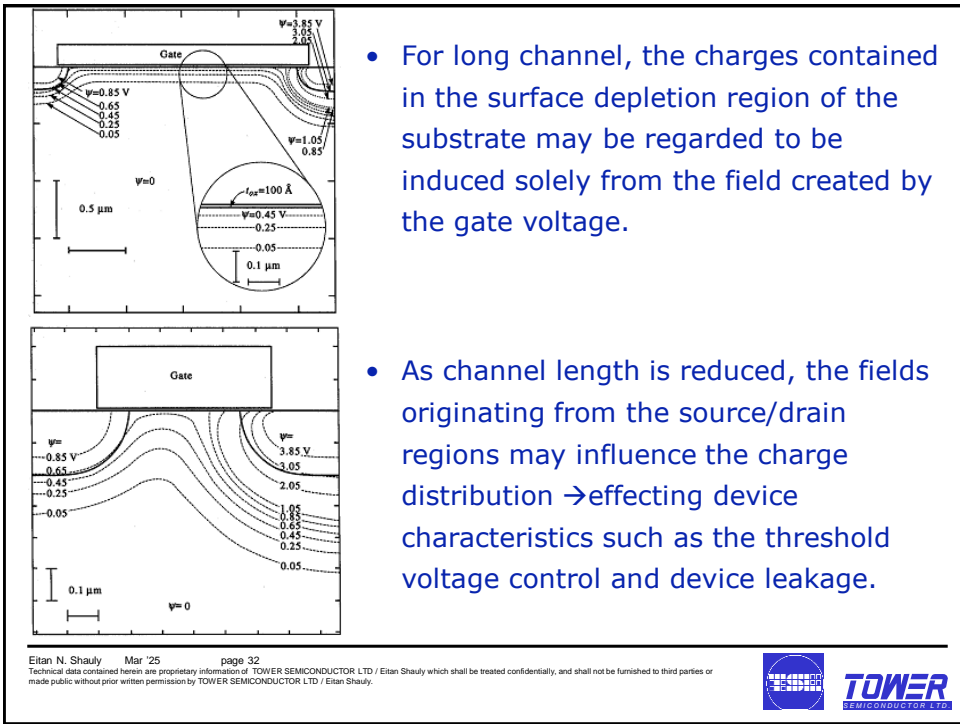 ψ=3.85 V
3.05
2.05
Gate
ψ=0.85 V
0.65
0.45
0.25
0.05
ψ=1.05
0.85
ψ=0
0.5 μm
tox=100 Å
ψ=0.45 V
0.25
0.05
0.1 μm
• For long channel, the charges contained
in the surface depletion region of the
substrate may be regarded to be
induced solely from the field created by
the gate voltage.
Gate
ψ=
0.85 V
0.65
0.45
0.25
0.05
ψ=
3.85 V
3.05
2.05
1.05
0.85
0.65
0.45
0.25
0.05
0.1 μm
ψ= 0
• As channel length is reduced, the fields
originating from the source/drain
regions may influence the charge
distribution →effecting device
characteristics such as the threshold
voltage control and device leakage.
Eitan N. Shauly Mar '25 page 32
Technical data contained herein are proprietary information of TOWER SEMICONDUCTOR LTD / Eitan Shauly which shall be treated confidentially, and shall not be furnished to third parties or
made public without prior written permission by TOWER SEMICONDUCTOR LTD / Eitan Shauly.
TOWER
SEMICONDUCTOR LTD.